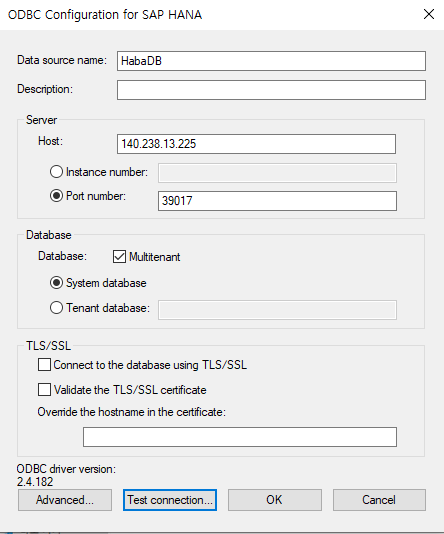 ODBC Configuration for SAP HANA
Data source name: HabaDB
Description:
Server
Host: 140.238.13.225
Instance number:
Port number: 39017
Database
Database: Multitenant
System database
Tenant database:
TLS/SSL
Connect to the database using TLS/SSL
Validate the TLS/SSL certificate
Override the hostname in the certificate:
ODBC driver version:
2.4.182
Advanced... Test connection... OK Cancel